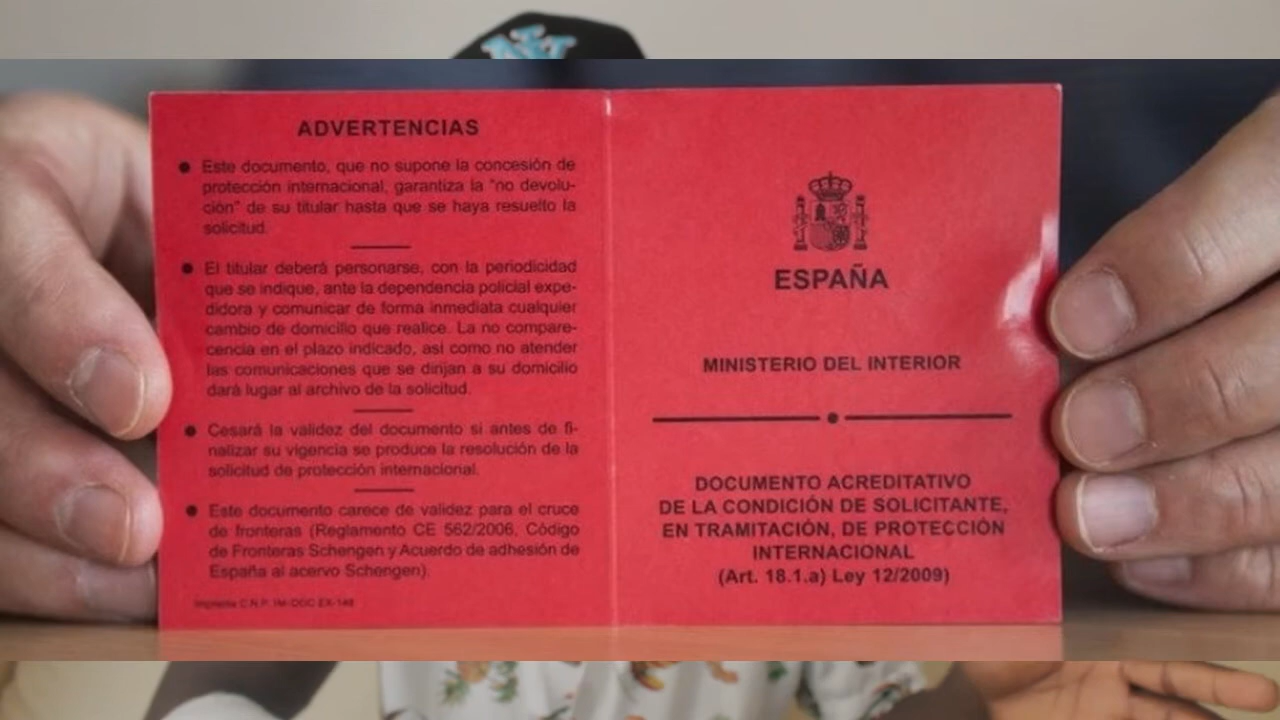 ADVERTENCIAS
● Este documento, que no supone la concesión de
protección internacional, garantiza la "no devolu-
ción" de su titular hasta que se haya resuelto la
solicitud.
● El titular deberá personarse, con la periodicidad
que se indique, ante la dependencia policial expe-
didora y comunicar de forma inmediata cualquier
cambio de domicilio que realice. La no compare-
cencia en el plazo indicado, así como no atender
las comunicaciones que se dirijan a su domicilio
dará lugar al archivo de la solicitud.
● Cesará la validez del documento si antes de fi-
nalizar su vigencia se produce la resolución de la
solicitud de protección internacional.
● Este documento carece de validez para el cruce
de fronteras (Reglamento CE 562/2006, Código
de Fronteras Schengen y Acuerdo de adhesión de
España al acervo Schengen).
Imprenta C.N.P. IM-DOC EX-148
ESPAÑA
MINISTERIO DEL INTERIOR
DOCUMENTO ACREDITATIVO
DE LA CONDICIÓN DE SOLICITANTE,
EN TRAMITACIÓN, DE PROTECCIÓN
INTERNACIONAL
(Art. 18.1.a) Ley 12/2009)